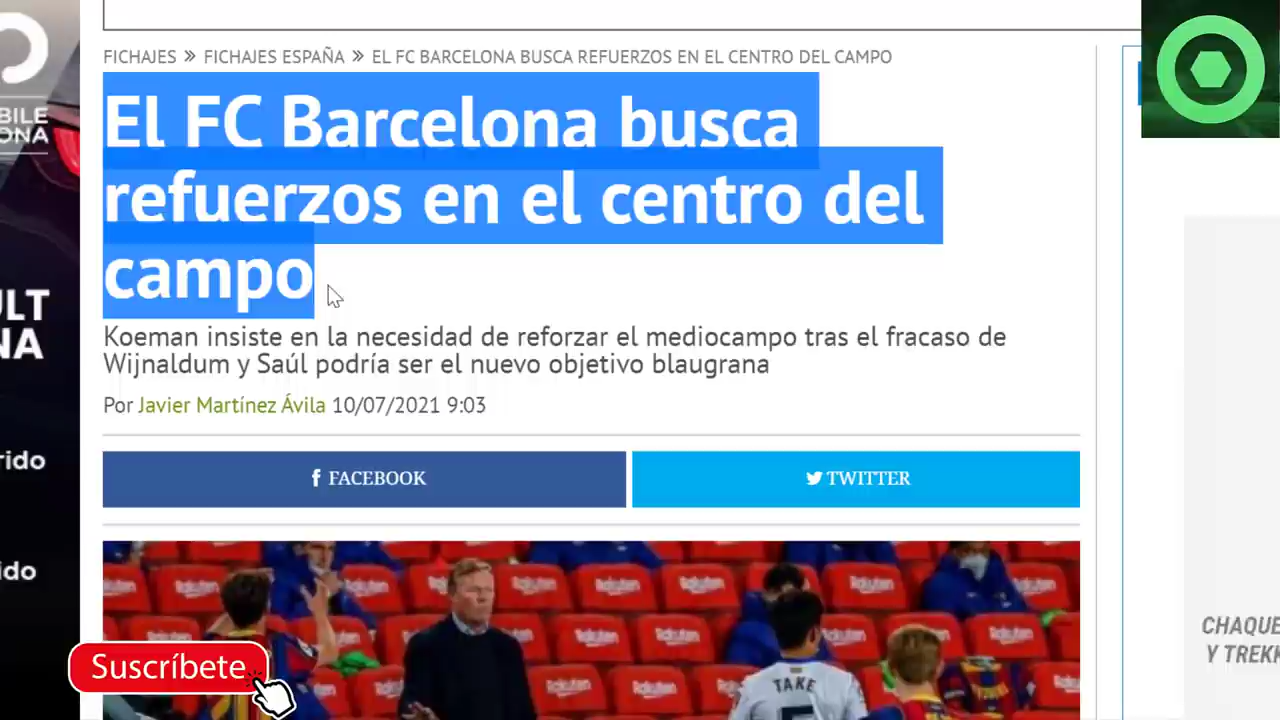 FICHAJES » FICHAJES ESPAÑA » EL FC BARCELONA BUSCA REFUERZOS EN EL CENTRO DEL CAMPO
El FC Barcelona busca
refuerzos en el centro del
campo
Koeman insiste en la necesidad de reforzar el mediocampo tras el fracaso de
Wijnaldum y Saúl podría ser el nuevo objetivo blaugrana
Por Javier Martínez Ávila 10/07/2021 9:03
FACEBOOK
TWITTER
Rakuten
TAKE
Suscríbete
CHAQUE
Y TREKK